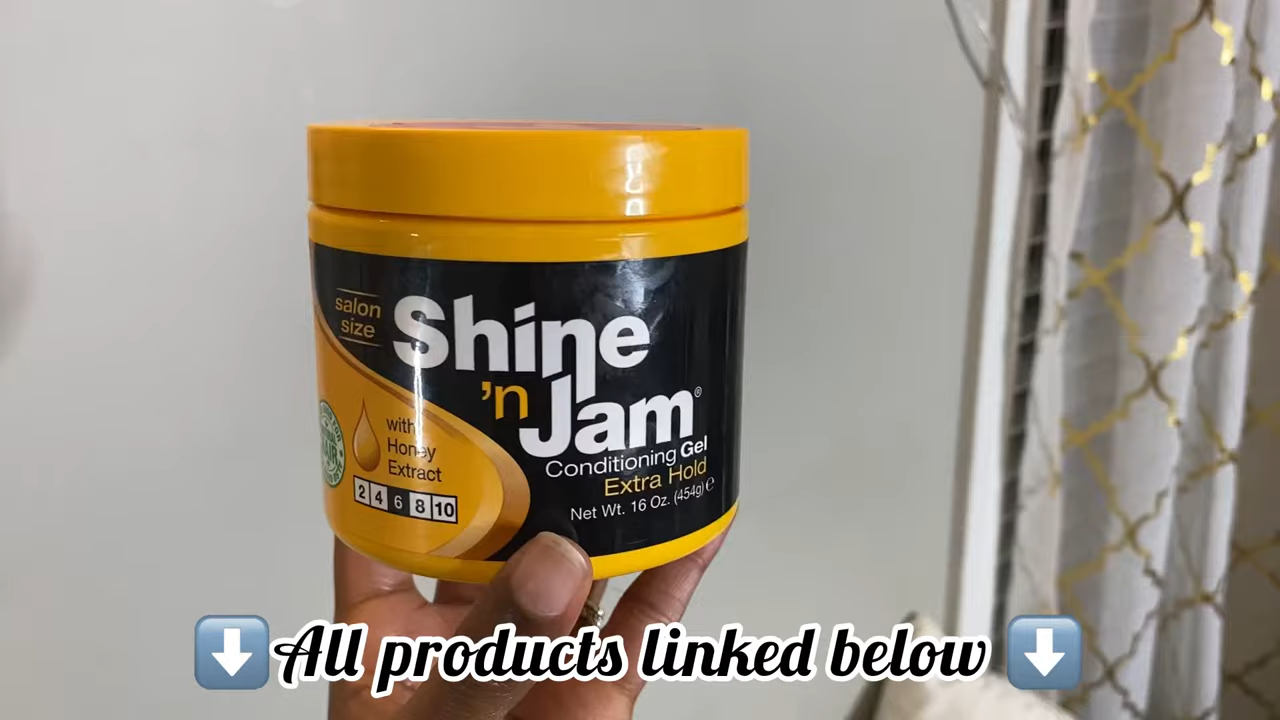 salon
size
Shine
'n Jam®
Conditioning Gel
Extra Hold
Net Wt. 16 Oz. (454g) ℮
with
Honey
Extract
2 4 6 8 10
All products linked below